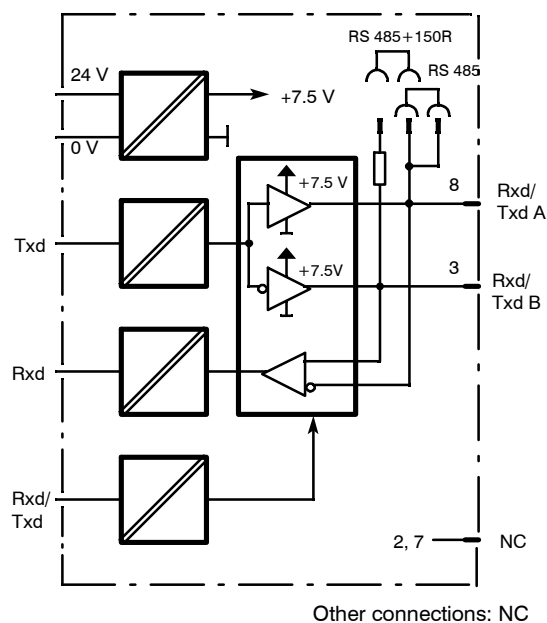 RS 485+150R
RS 485
24 V
+7.5 V
0 V
+7.5 V
8
Rxd/
Txd A
Txd
+7.5V
3
Rxd/
Txd B
Rxd
Rxd/
Txd
2, 7
NC
Other connections: NC